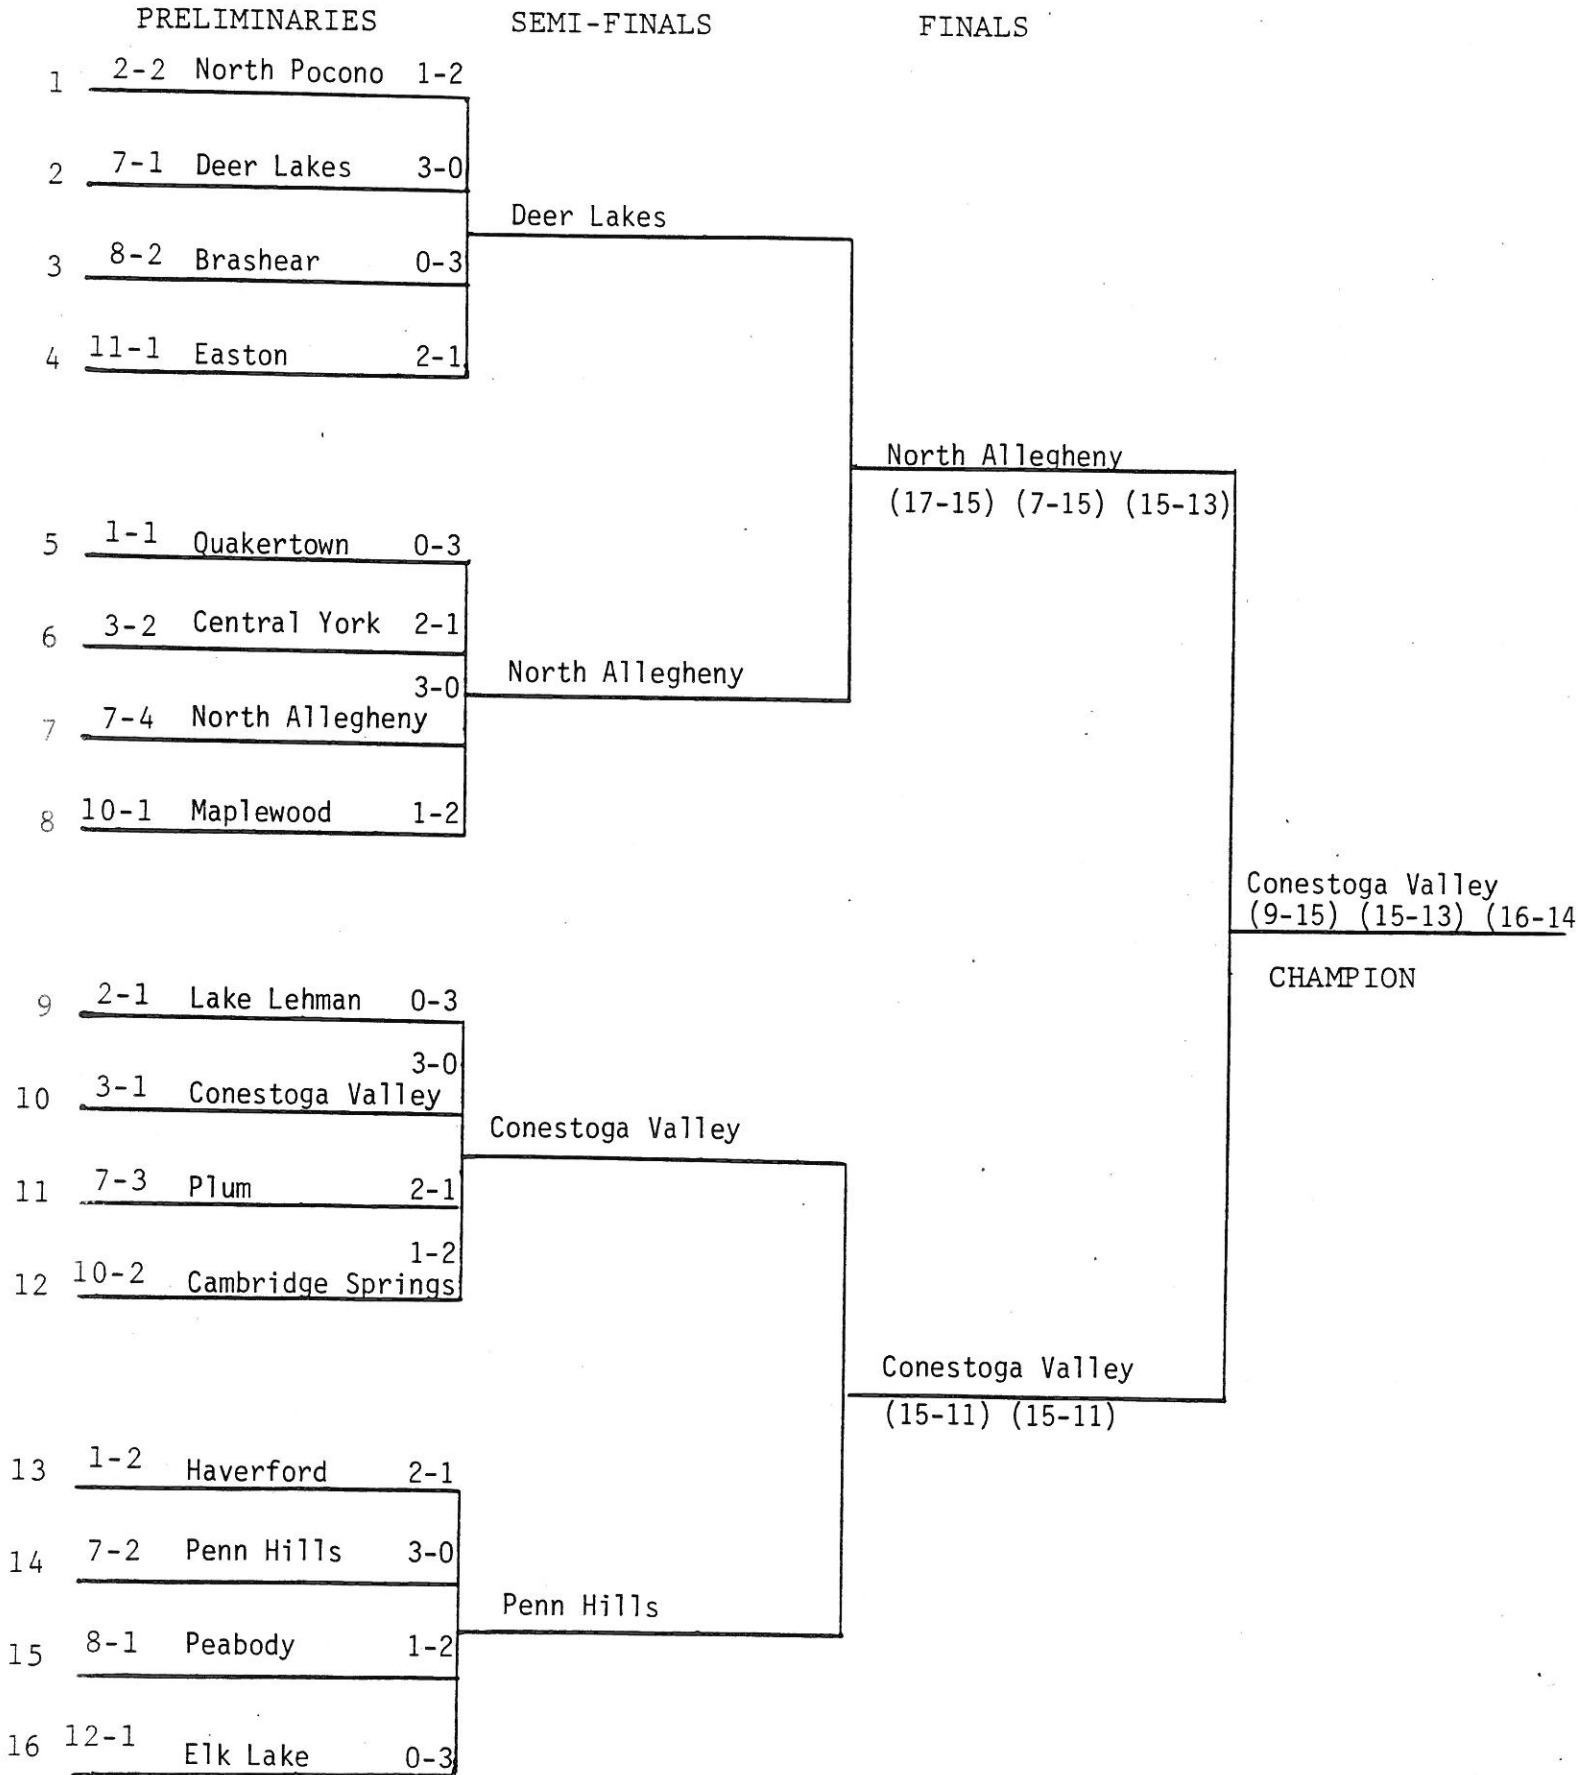 PRELIMINARIES SEMI-FINALS FINALS
1 2-2 North Pocono 1-2
2 7-1 Deer Lakes 3-0
Deer Lakes
3 8-2 Brashear 0-3
4 11-1 Easton 2-1
North Allegheny
(17-15) (7-15) (15-13)
5 1-1 Quakertown 0-3
6 3-2 Central York 2-1
North Allegheny
3-0
7 7-4 North Allegheny
8 10-1 Maplewood 1-2
Conestoga Valley
(9-15) (15-13) (16-14
CHAMPION
9 2-1 Lake Lehman 0-3
3-0
10 3-1 Conestoga Valley
Conestoga Valley
11 7-3 Plum 2-1
1-2
12 10-2 Cambridge Springs
Conestoga Valley
(15-11) (15-11)
13 1-2 Haverford 2-1
14 7-2 Penn Hills 3-0
Penn Hills
15 8-1 Peabody 1-2
16 12-1 Elk Lake 0-3